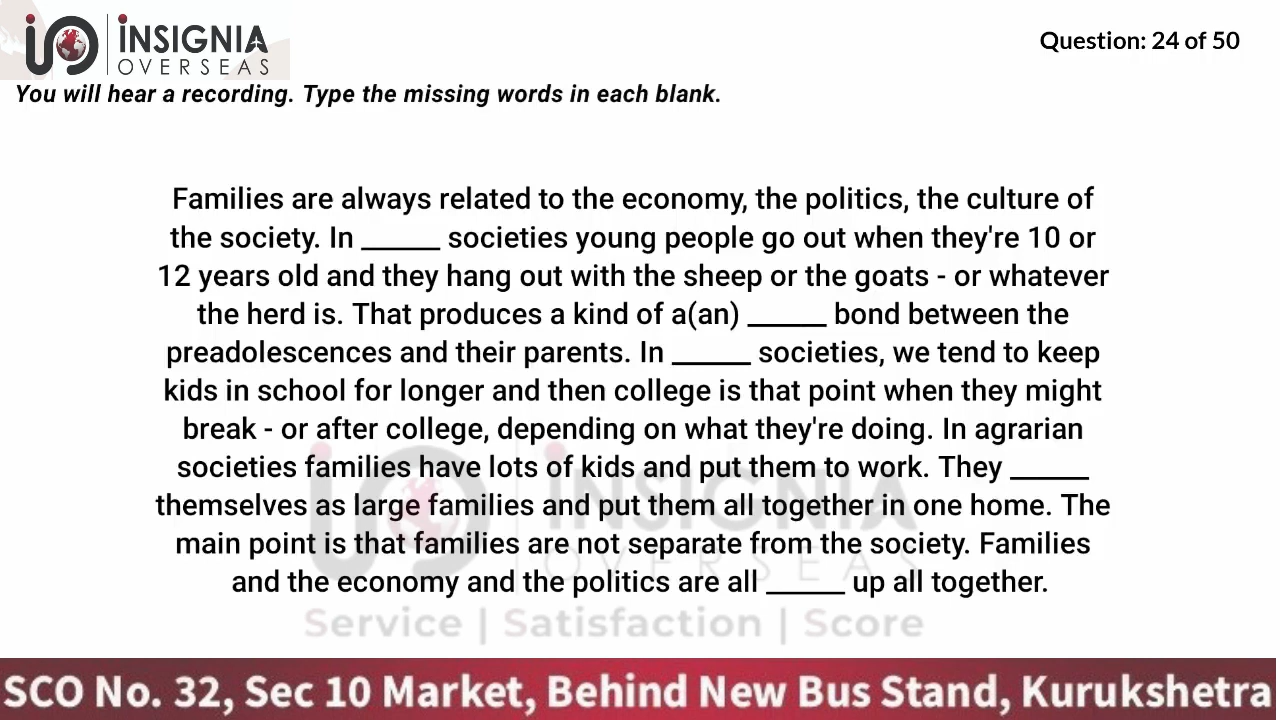 iNSIGNIA
OVERSEAS
Question: 24 of 50
You will hear a recording. Type the missing words in each blank.
Families are always related to the economy, the politics, the culture of
the society. In ______ societies young people go out when they're 10 or
12 years old and they hang out with the sheep or the goats - or whatever
the herd is. That produces a kind of a(an) ______ bond between the
preadolescences and their parents. In ______ societies, we tend to keep
kids in school for longer and then college is that point when they might
break - or after college, depending on what they're doing. In agrarian
societies families have lots of kids and put them to work. They ______
themselves as large families and put them all together in one home. The
main point is that families are not separate from the society. Families
and the economy and the politics are all ______ up all together.
iNSIGNIA
OVERSEAS
Service | Satisfaction | Score
SCO No. 32, Sec 10 Market, Behind New Bus Stand, Kurukshetra